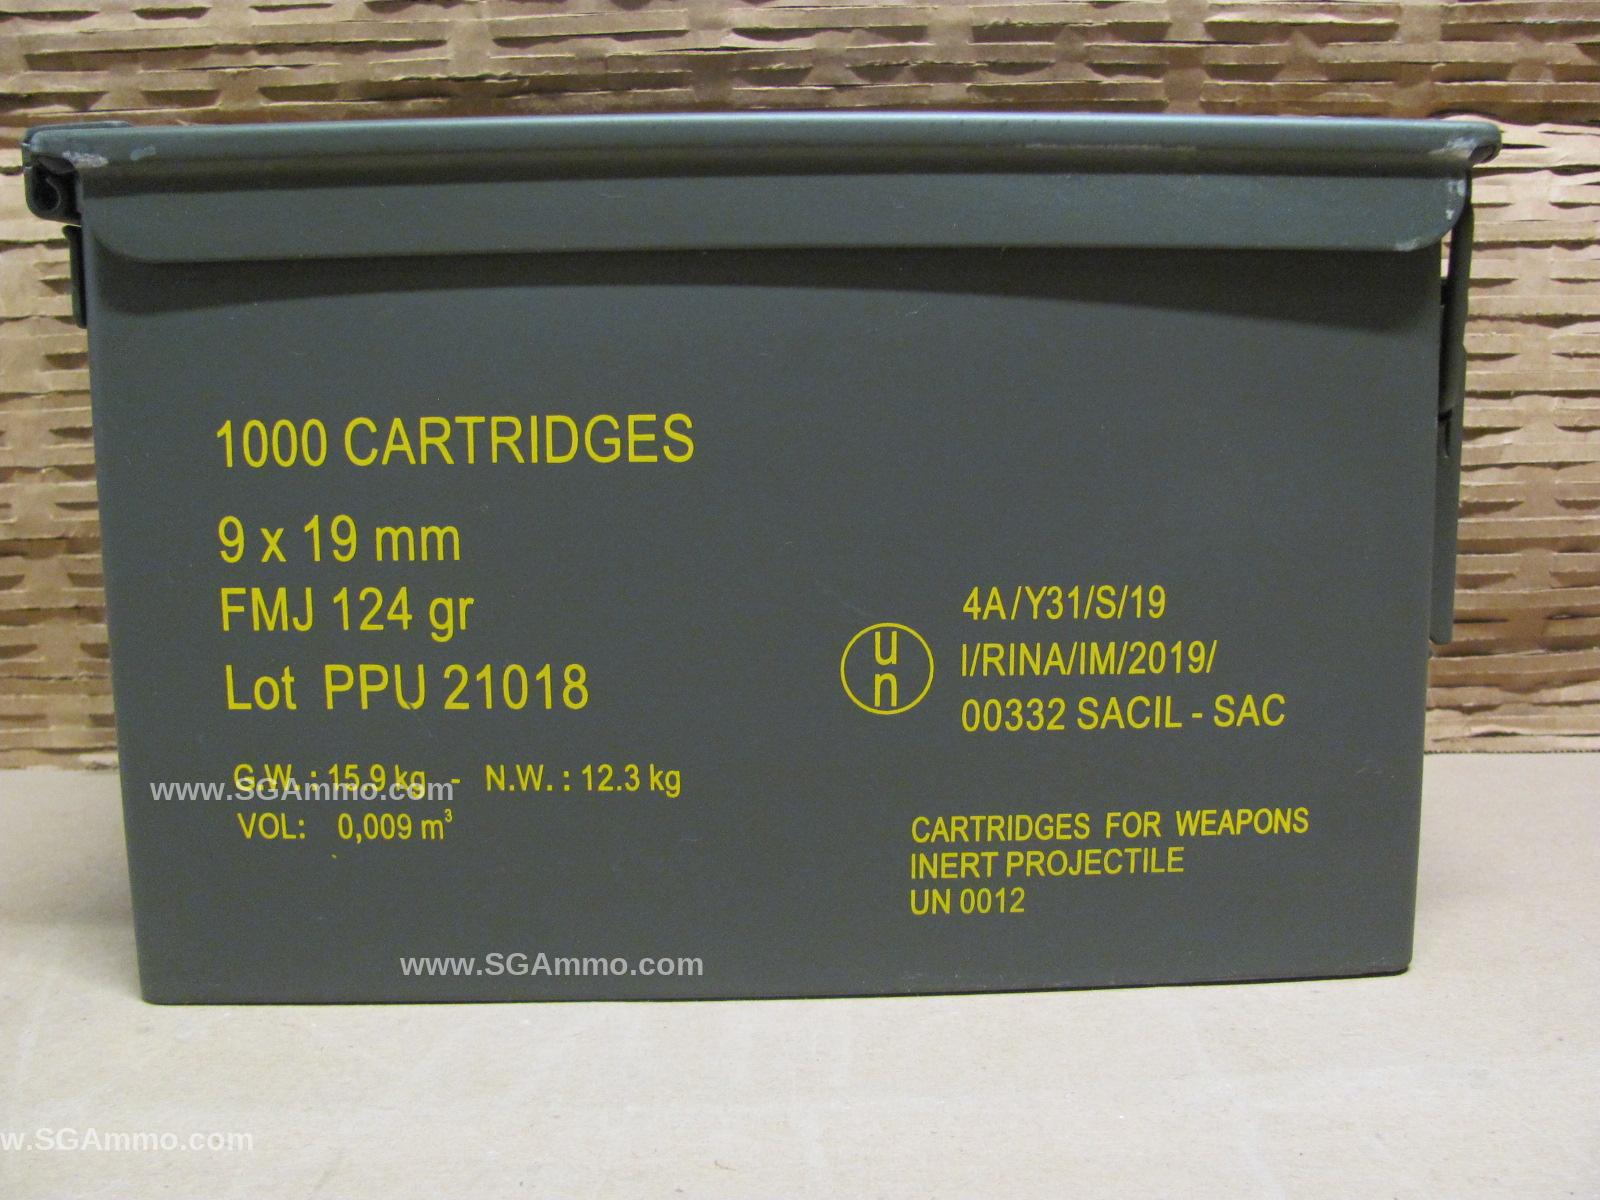 1000 CARTRIDGES
9 x 19 mm
FMJ 124 gr
Lot PPU 21018
G.W. : 15.9 kg - N.W. : 12.3 kg
VOL: 0,009 m³
un
4A/Y31/S/19
I/RINA/IM/2019/
00332 SACIL - SAC
CARTRIDGES FOR WEAPONS
INERT PROJECTILE
UN 0012
www.SGAmmo.com
www.SGAmmo.com
w.SGAmmo.com